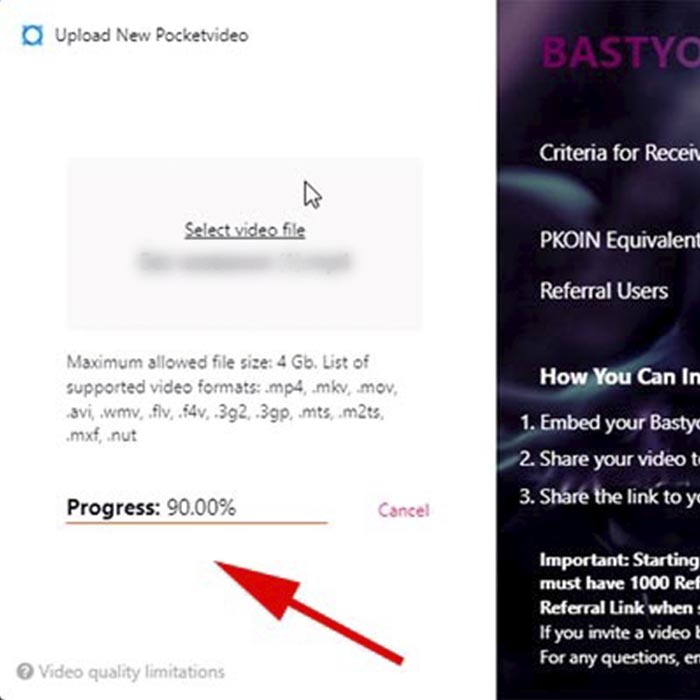 Upload New Pocketvideo
Select video file
Maximum allowed file size: 4 Gb. List of
supported video formats: .mp4, .mkv, .mov,
.avi, .wmv, .flv, .f4v, .3g2, .3gp, .mts, .m2ts,
.mxf, .nut
Progress: 90.00%
Cancel
Video quality limitations
BASTYO
Criteria for Receiv
PKOIN Equivalent
Referral Users
How You Can In
1. Embed your Bastyo
2. Share your video to
3. Share the link to yo
Important: Starting
must have 1000 Ref
Referral Link when s
If you invite a video b
For any questions, em